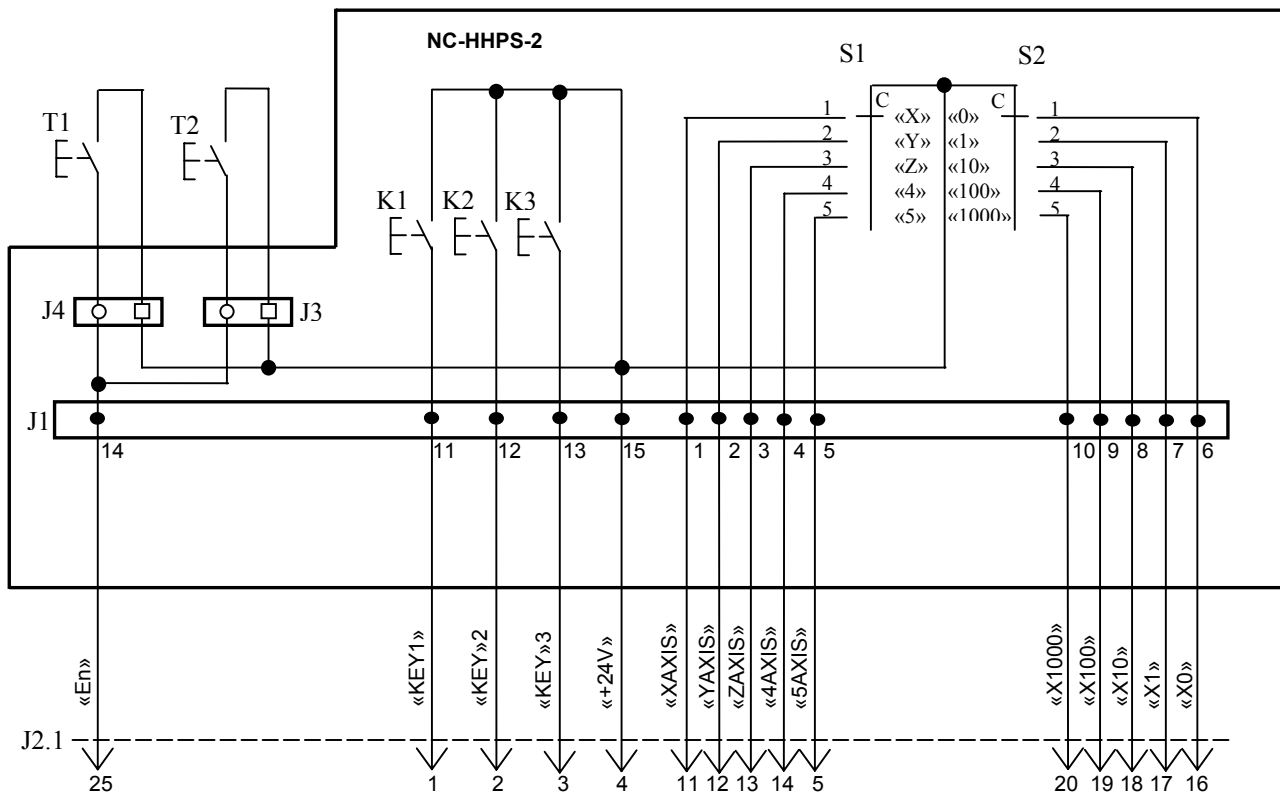 NC-HHPS-2
S1 S2
C C
1 «X» «0» 1
2 «Y» «1» 2
3 «Z» «10» 3
4 «4» «100» 4
5 «5» «1000» 5
T1 T2
K1 K2 K3
J4 J3
J1
14 11 12 13 15 1 2 3 4 5 10 9 8 7 6
«En» «KEY1» «KEY»2 «KEY»3 «+24V» «XAXIS» «YAXIS» «ZAXIS» «4AXIS» «5AXIS» «X1000» «X100» «X10» «X1» «X0»
J2.1
25 1 2 3 4 11 12 13 14 5 20 19 18 17 16